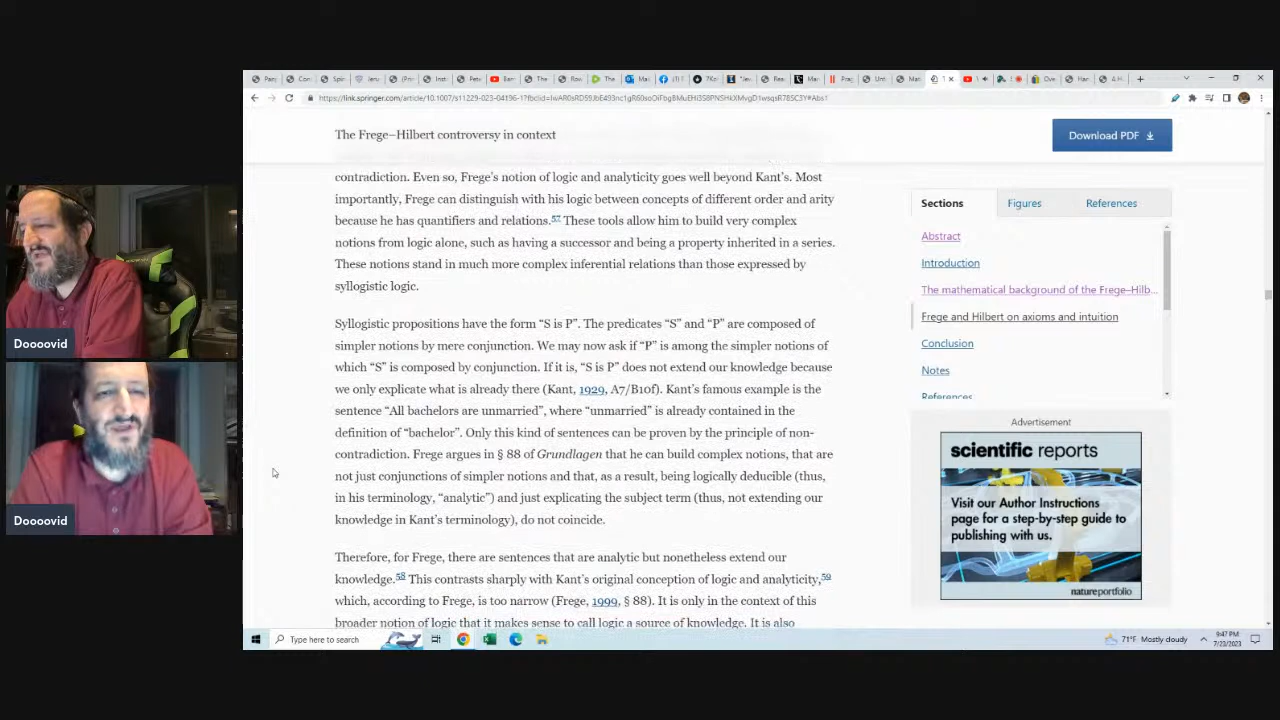 The Frege–Hilbert controversy in context
Download PDF
contradiction. Even so, Frege's notion of logic and analyticity goes well beyond Kant's. Most
importantly, Frege can distinguish with his logic between concepts of different order and arity
because he has quantifiers and relations.57 These tools allow him to build very complex
notions from logic alone, such as having a successor and being a property inherited in a series.
These notions stand in much more complex inferential relations than those expressed by
syllogistic logic.
Syllogistic propositions have the form “S is P”. The predicates “S” and “P” are composed of
simpler notions by mere conjunction. We may now ask if “P” is among the simpler notions of
which “S” is composed by conjunction. If it is, “S is P” does not extend our knowledge because
we only explicate what is already there (Kant, 1929, A7/B10f). Kant's famous example is the
sentence “All bachelors are unmarried”, where “unmarried” is already contained in the
definition of “bachelor”. Only this kind of sentences can be proven by the principle of non-
contradiction. Frege argues in § 88 of Grundlagen that he can build complex notions, that are
not just conjunctions of simpler notions and that, as a result, being logically deducible (thus,
in his terminology, “analytic”) and just explicating the subject term (thus, not extending our
knowledge in Kant's terminology), do not coincide.
Therefore, for Frege, there are sentences that are analytic but nonetheless extend our
knowledge.58 This contrasts sharply with Kant's original conception of logic and analyticity,59
which, according to Frege, is too narrow (Frege, 1999, § 88). It is only in the context of this
broader notion of logic that it makes sense to call logic a source of knowledge. It is also
Sections
Figures
References
Abstract
Introduction
The mathematical background of the Frege–Hilb...
Frege and Hilbert on axioms and intuition
Conclusion
Notes
References
Advertisement
scientific reports
Visit our Author Instructions
page for a step-by-step guide to
publishing with us.
natureportfolio
Doooovid
Doooovid
Type here to search
71°F Mostly cloudy
9:47 PM
7/23/2023